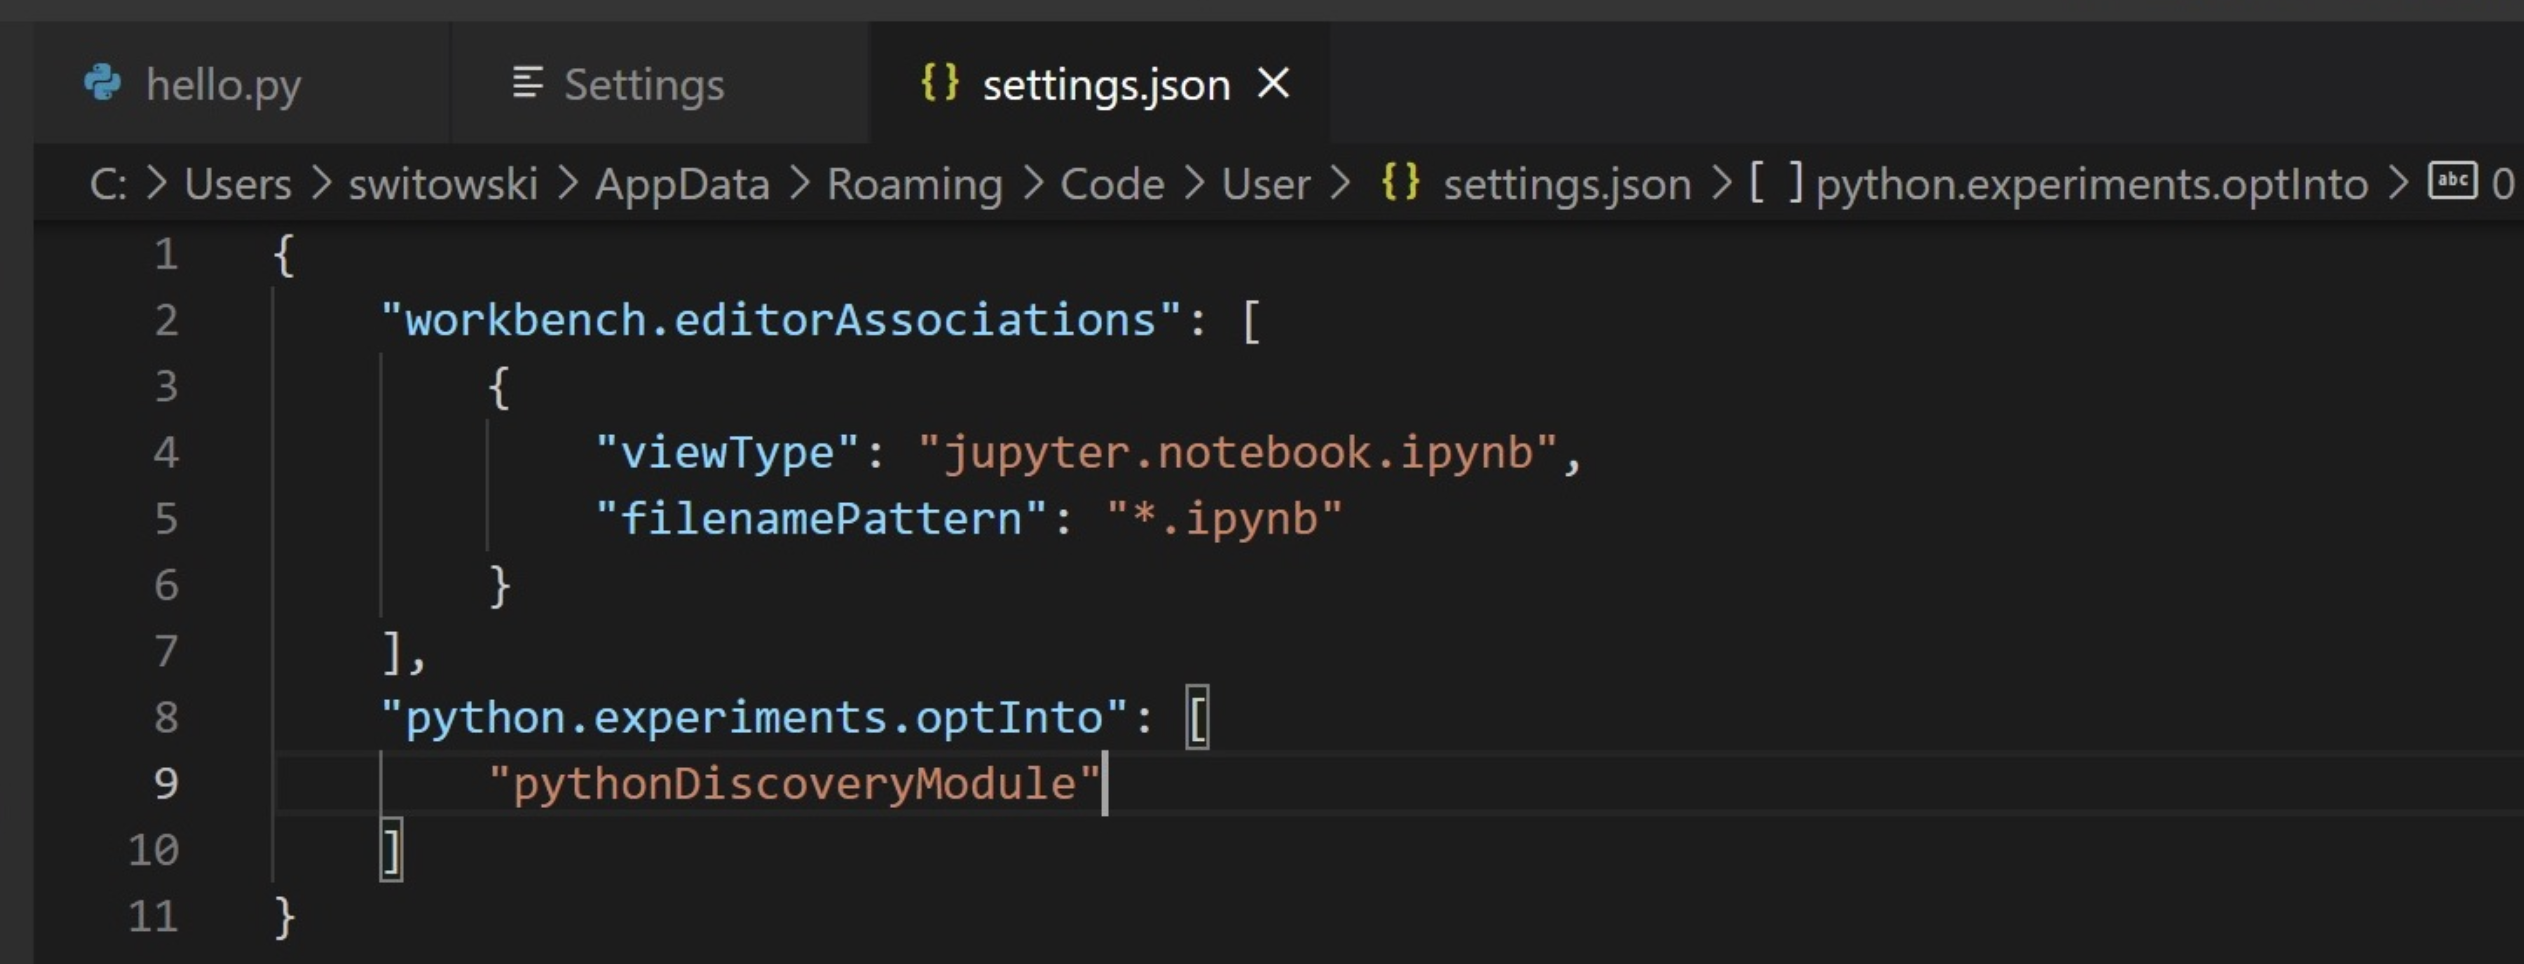 hello.py Settings {} settings.json
C: > Users > switowski > AppData > Roaming > Code > User > {} settings.json > [ ] python.experiments.optInto > abc 0
1 {
2 "workbench.editorAssociations": [
3 {
4 "viewType": "jupyter.notebook.ipynb",
5 "filenamePattern": "*.ipynb"
6 }
7 ],
8 "python.experiments.optInto": [
9 "pythonDiscoveryModule"
10 ]
11 }